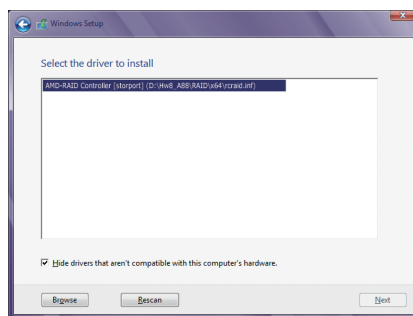 Windows Setup
Select the driver to install
AMD-RAID Controller [storport] (D:\Hw8_A88\RAID\x64\rcraid.inf)
Hide drivers that aren't compatible with this computer's hardware.
Browse
Rescan
Next